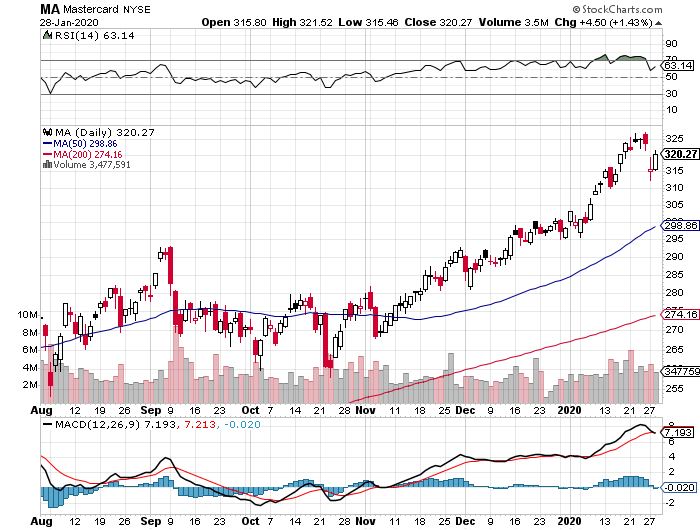 MA Mastercard NYSE © StockCharts.com
28-Jan-2020 Open 315.80 High 321.52 Low 315.46 Close 320.27 Volume 3.5M Chg +4.50 (+1.43%)
RSI(14) 63.14
90
70
63.14
50
30
10
MA (Daily) 320.27
MA(50) 298.86
MA(200) 274.16
Volume 3,477,591
325
320.27
315
310
305
298.86
295
290
285
280
274.16
270
265
260
255
10M
8M
6M
4M
2M
347759
Aug 12 19 26 Sep 9 16 23 Oct 7 14 21 28 Nov 11 18 25 Dec 9 16 23 2020 13 21 27
MACD(12,26,9) 7.193, 7.213, -0.020
8
7.193
6
4
2
-0.020
-2
Aug 12 19 26 Sep 9 16 23 Oct 7 14 21 28 Nov 11 18 25 Dec 9 16 23 2020 13 21 27